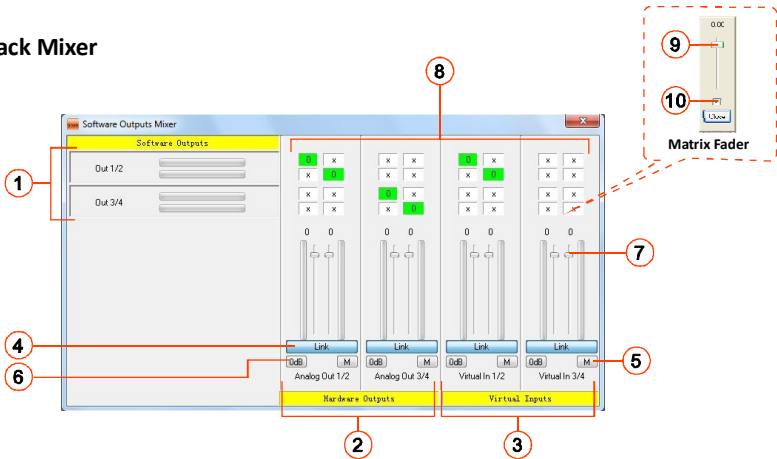 ack Mixer
0.00
9
10
Close
Matrix Fader
8
Software Outputs Mixer
x
Software Outputs
1
Out 1/2
Out 3/4
0 x x x 0 x x x
x 0 x x x 0 x x
x x 0 x x x x x
x x x 0 x x x x
0 0 0 0 0 0 0 0
7
4
Link Link Link Link
6
0dB M 0dB M 0dB M 0dB M
5
Analog Out 1/2 Analog Out 3/4 Virtual In 1/2 Virtual In 3/4
Hardware Outputs Virtual Inputs
2 3